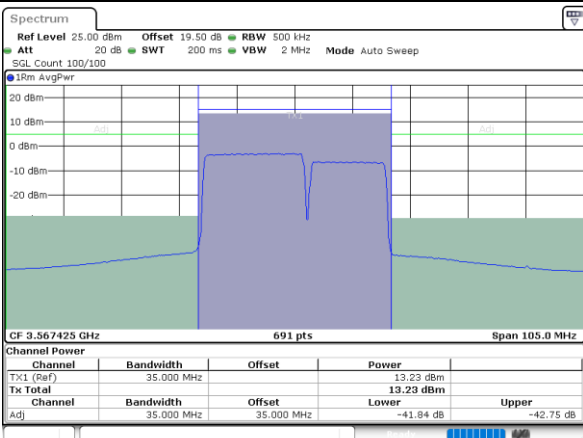 Spectrum
Ref Level 25.00 dBm Offset 19.50 dB RBW 500 kHz
Att 20 dB SWT 200 ms VBW 2 MHz Mode Auto Sweep
SGL Count 100/100
1Rm AvgPwr
20 dBm
TX1
10 dBm
Adj Adj
0 dBm
-10 dBm
-20 dBm
CF 3.567425 GHz 691 pts Span 105.0 MHz
Channel Power
Channel Bandwidth Offset Power
TX1 (Ref) 35.000 MHz 13.23 dBm
Tx Total 13.23 dBm
Channel Bandwidth Offset Lower Upper
Adj 35.000 MHz 35.000 MHz -41.84 dB -42.75 dB